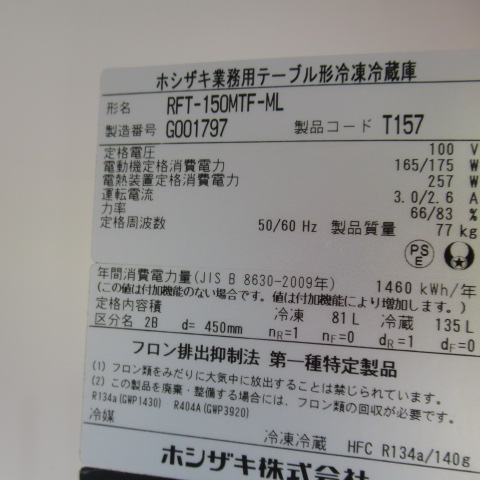 ホシザキ業務用テーブル形冷凍冷蔵庫
形名 RFT-150MTF-ML
製造番号 G001797 製品コード T157
定格電圧 100 V
電動機定格消費電力 165/175 W
電熱装置定格消費電力 257 W
運転電流 3.0/2.6 A
力率 66/83 %
定格周波数 50/60 Hz 製品質量 77 kg
PS
E
年間消費電力量(JIS B 8630-2009年) 1460 kWh/年
(この値は付加機能のない場合です。値は付加機能により増加します。)
定格内容積 冷凍 81 L 冷蔵 135 L
区分名 2B d= 450mm nR=1 nF=0 dR=1 dF=0
フロン排出抑制法 第一種特定製品
(1) フロン類をみだりに大気中に放出することは禁じられています。
(2) この製品を廃棄・整備する場合には、フロン類の回収が必要です。
R134a(GWP1430) R404A(GWP3920)
冷媒
冷凍冷蔵 HFC R134a/140g
ホシザキ株式会社